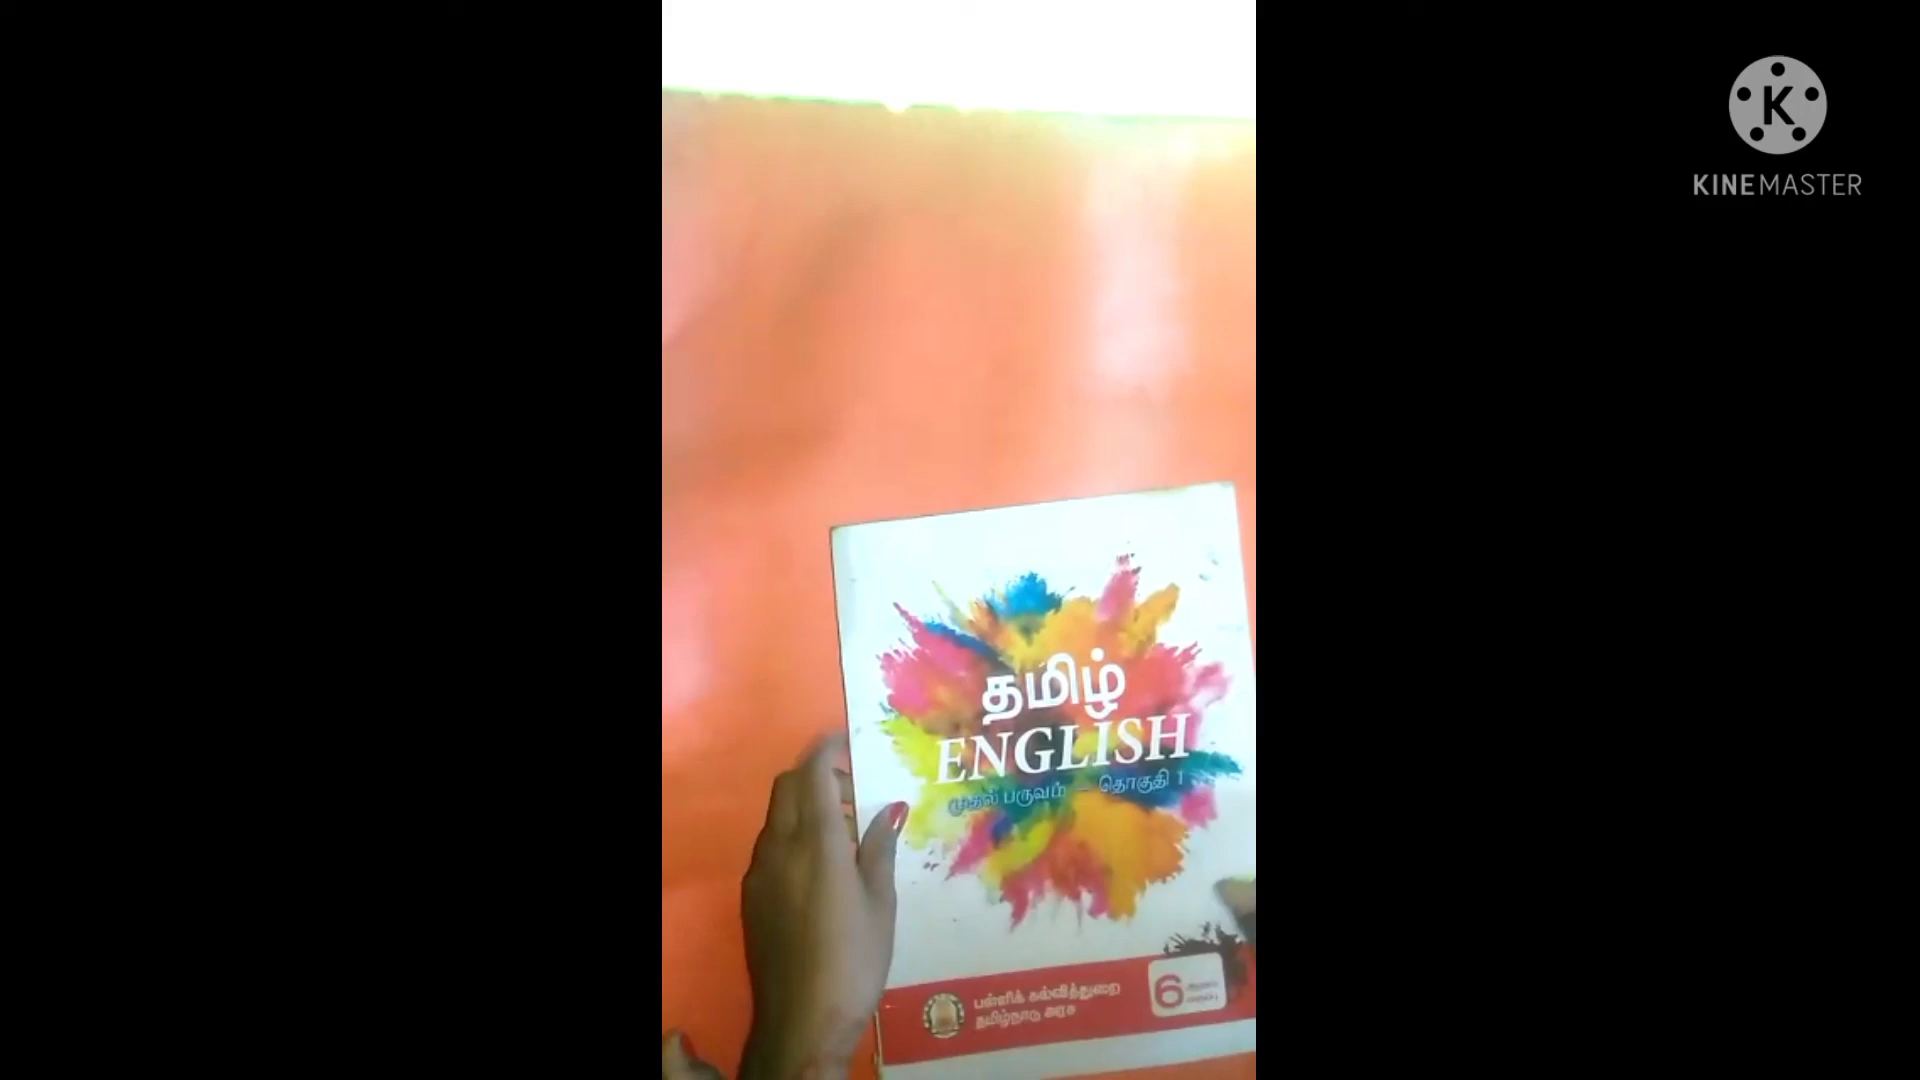 K
KINEMASTER
தமிழ்
ENGLISH
முதல் பருவம் – தொகுதி 1
பள்ளிக் கல்வித்துறை
தமிழ்நாடு அரசு
6